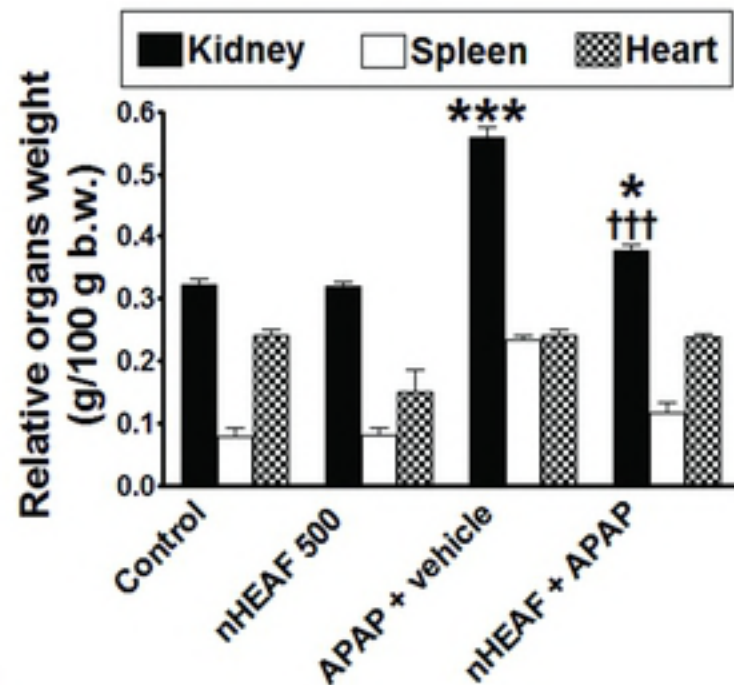 Kidney Spleen Heart
Relative organs weight
(g/100 g b.w.)
0.6
0.5
0.4
0.3
0.2
0.1
0.0
***
*
†††
Control
nHEAF 500
APAP + vehicle
nHEAF + APAP